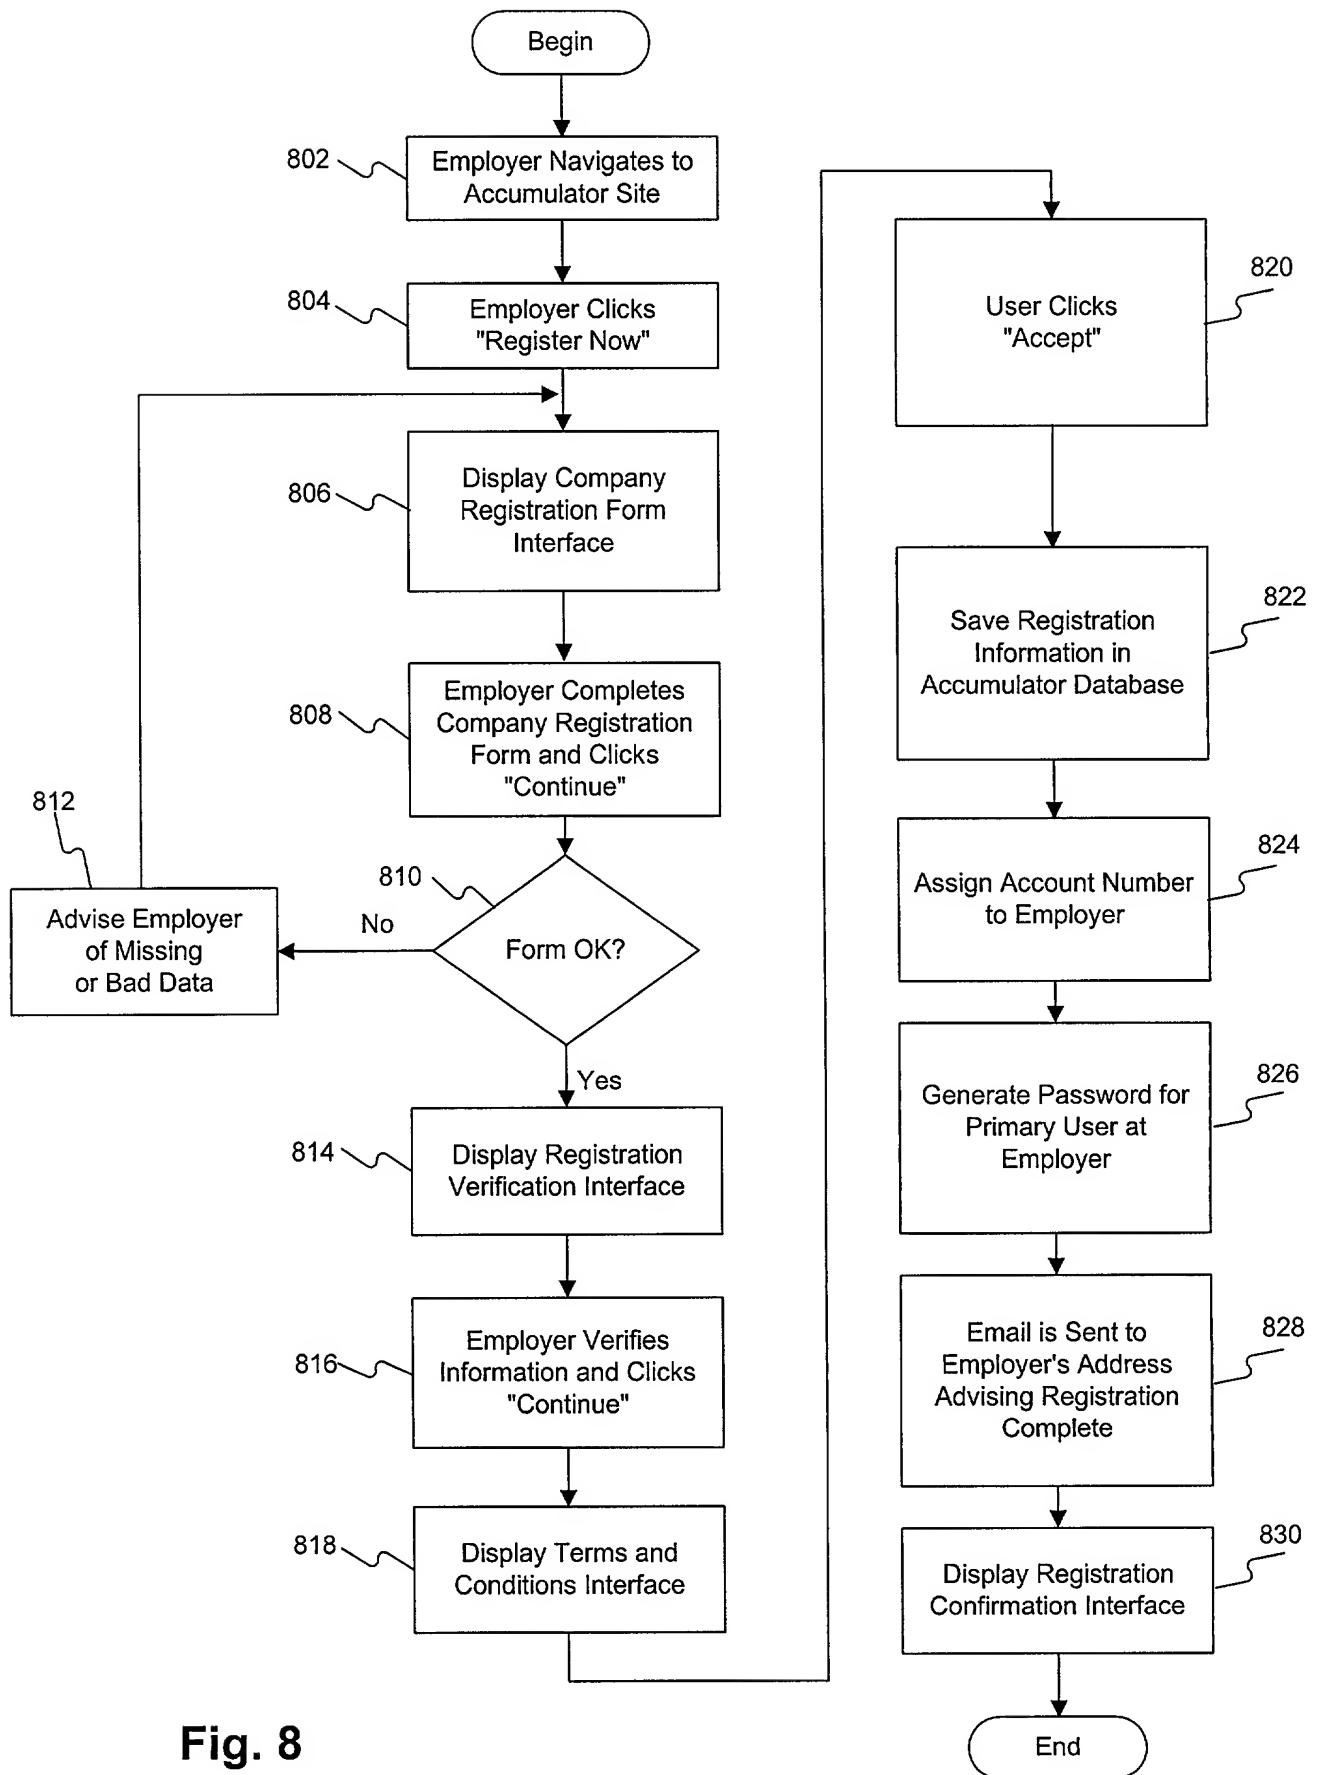 Begin
802
Employer Navigates to
Accumulator Site
804
Employer Clicks
"Register Now"
806
Display Company
Registration Form
Interface
808
Employer Completes
Company Registration
Form and Clicks
"Continue"
810
Form OK?
No
812
Advise Employer
of Missing
or Bad Data
Yes
814
Display Registration
Verification Interface
816
Employer Verifies
Information and Clicks
"Continue"
818
Display Terms and
Conditions Interface
820
User Clicks
"Accept"
822
Save Registration
Information in
Accumulator Database
824
Assign Account Number
to Employer
826
Generate Password for
Primary User at
Employer
828
Email is Sent to
Employer's Address
Advising Registration
Complete
830
Display Registration
Confirmation Interface
End
Fig. 8